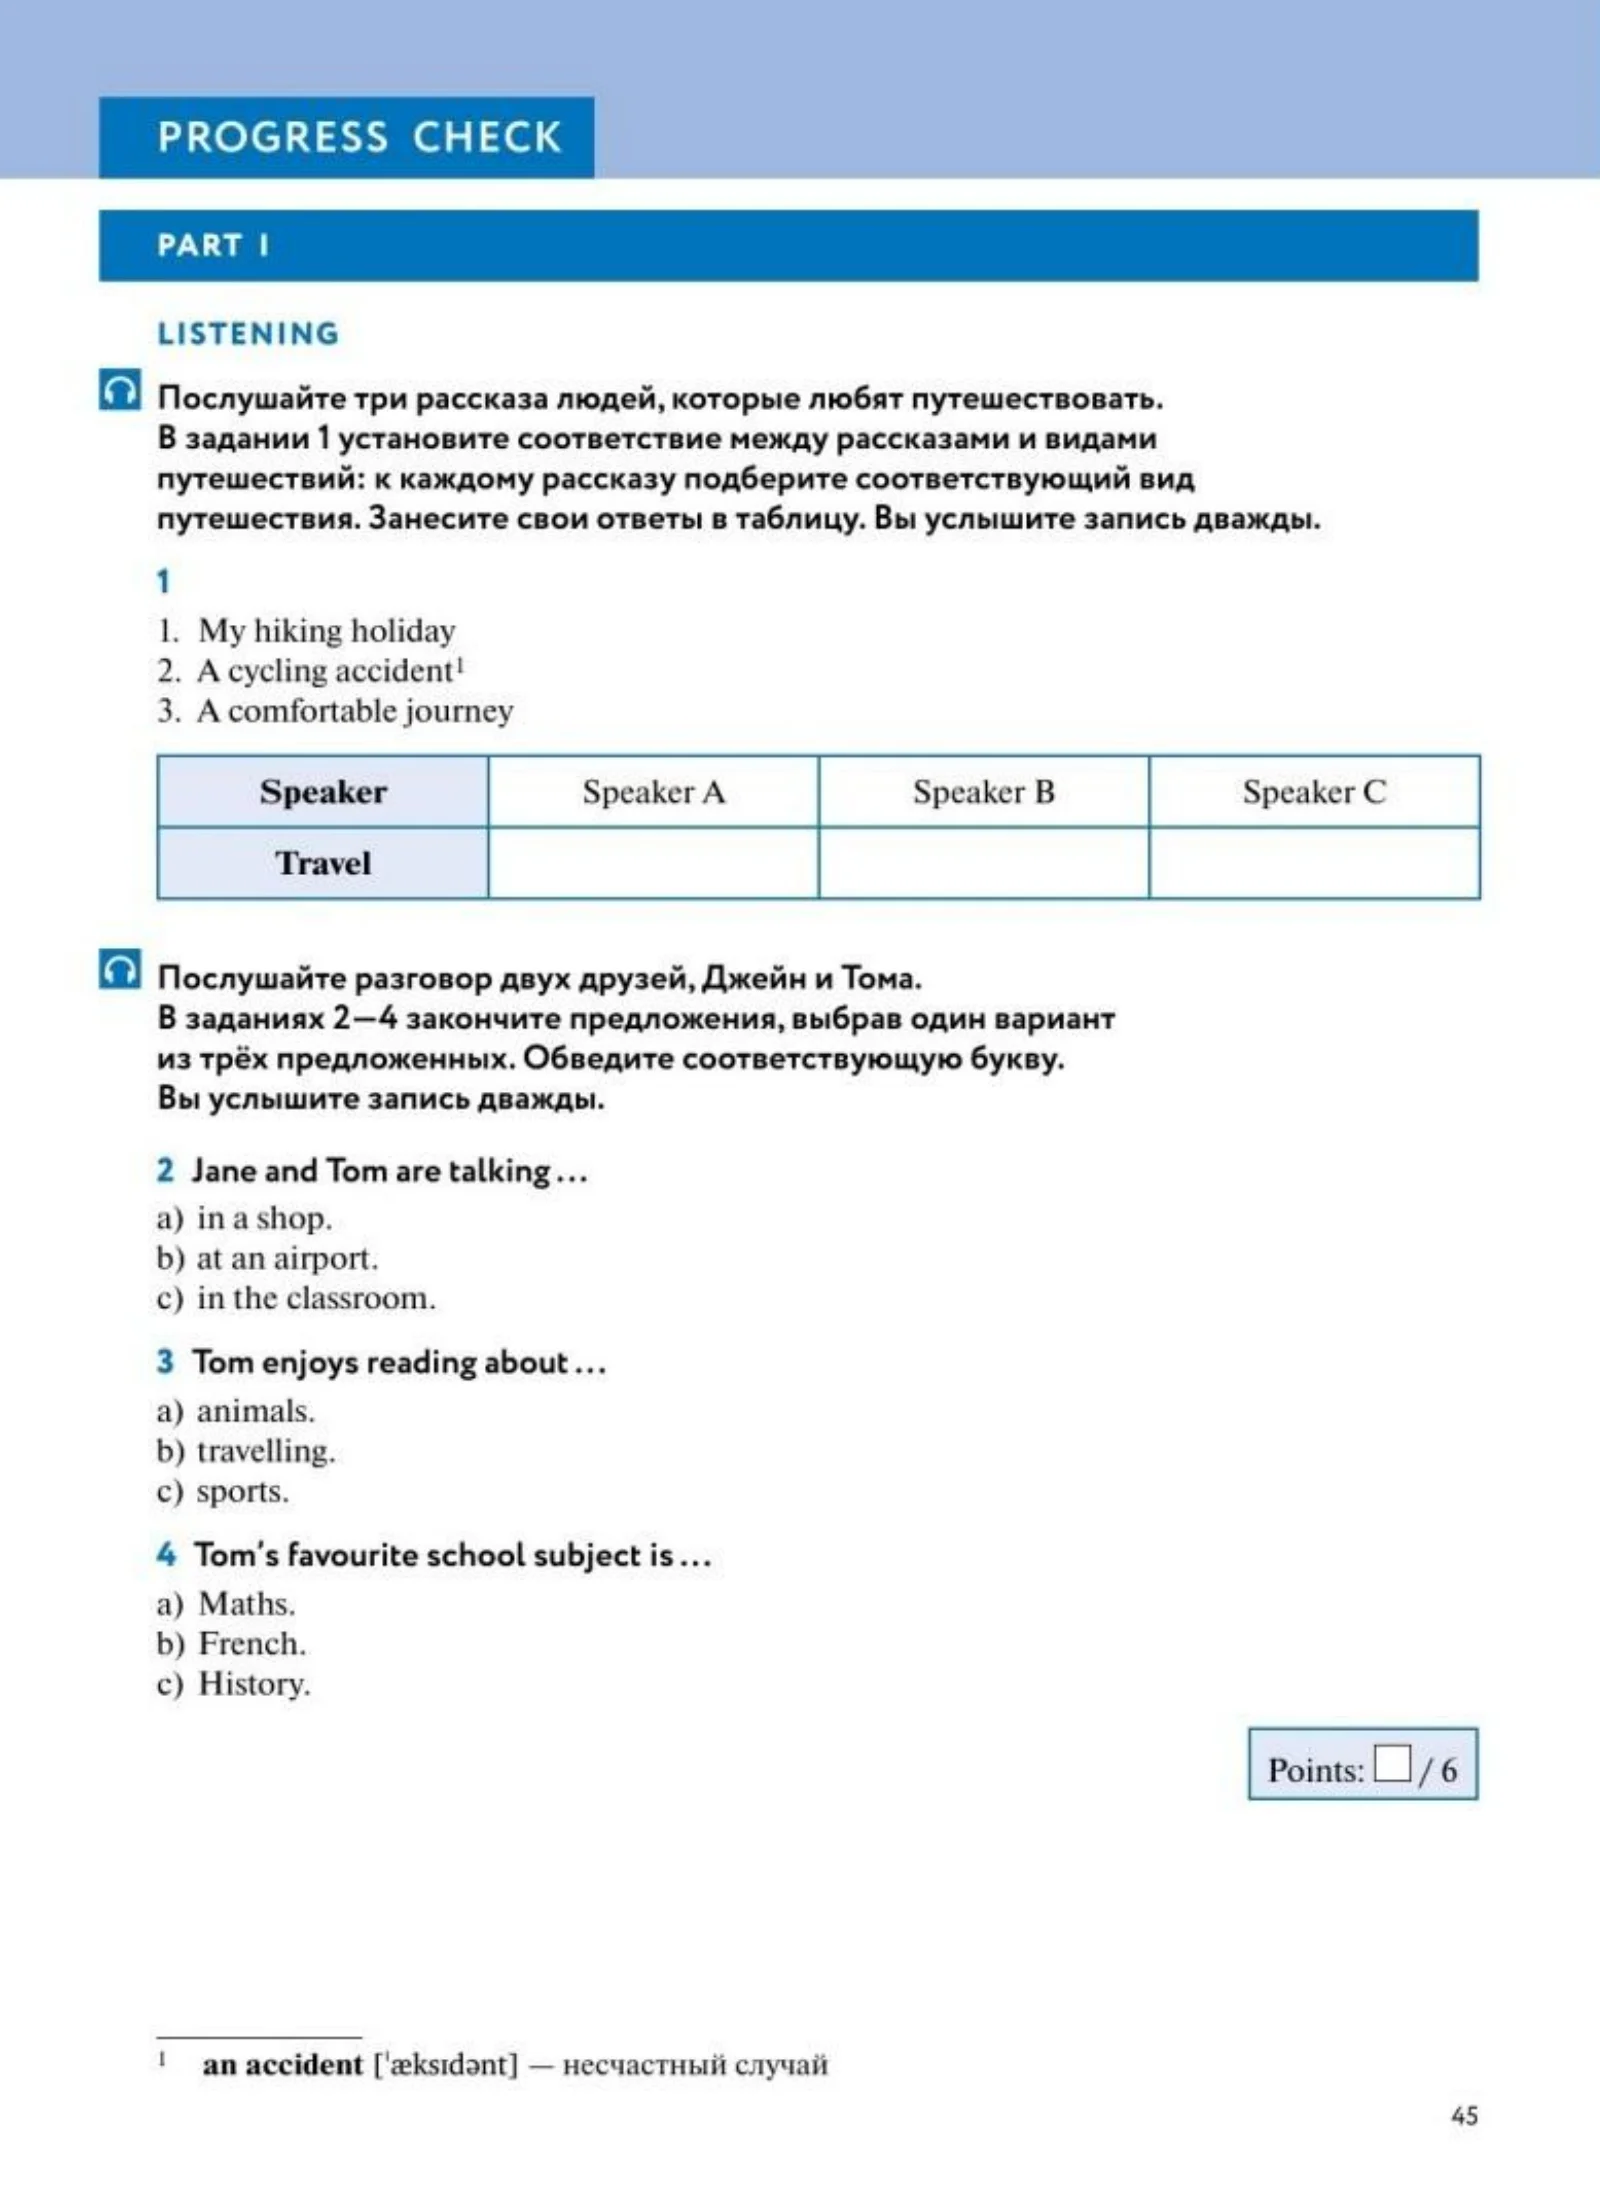 PROGRESS CHECK
PART I
LISTENING
Послушайте три рассказа людей, которые любят путешествовать.
В задании 1 установите соответствие между рассказами и видами
путешествий: к каждому рассказу подберите соответствующий вид
путешествия. Занесите свои ответы в таблицу. Вы услышите запись дважды.
1
1. My hiking holiday
2. A cycling accident¹
3. A comfortable journey
Speaker Speaker A Speaker B Speaker C
Travel
Послушайте разговор двух друзей, Джейн и Тома.
В заданиях 2—4 закончите предложения, выбрав один вариант
из трёх предложенных. Обведите соответствующую букву.
Вы услышите запись дважды.
2 Jane and Tom are talking ...
a) in a shop.
b) at an airport.
c) in the classroom.
3 Tom enjoys reading about ...
a) animals.
b) travelling.
c) sports.
4 Tom's favourite school subject is ...
a) Maths.
b) French.
c) History.
Points: □ / 6
1 an accident [ˈæksɪdənt] — несчастный случай
45